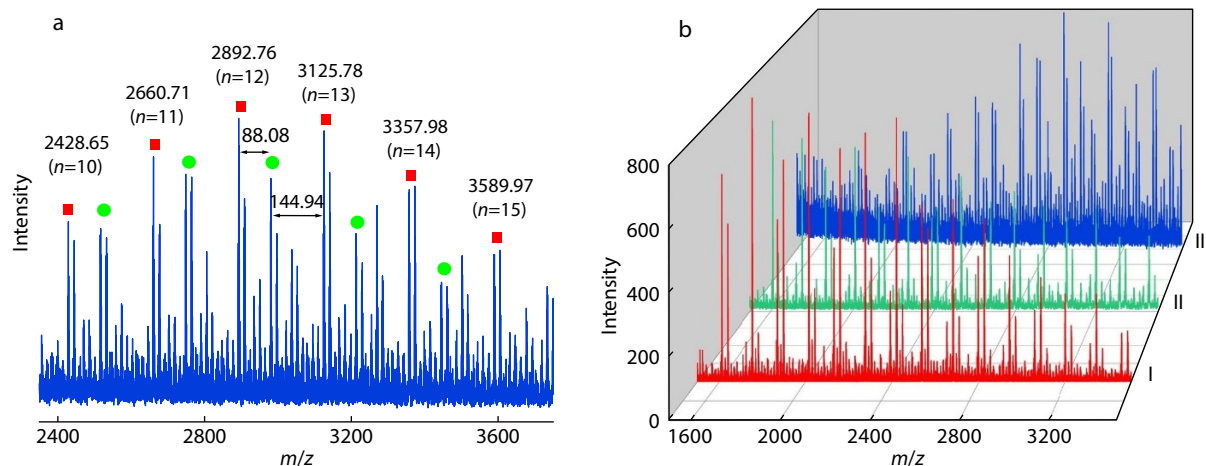 a
2892.76
(n=12)
3125.78
(n=13)
2660.71
(n=11)
3357.98
(n=14)
2428.65
(n=10)
88.08
3589.97
(n=15)
144.94
Intensity
2400
2800
3200
3600
m/z
b
800
600
400
200
0
Intensity
II
II
I
1600
2000
2400
2800
3200
m/z